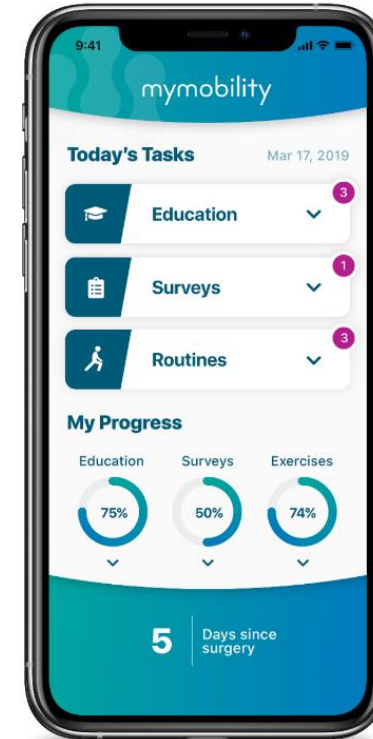 9:41
mymobility
Today's Tasks Mar 17, 2019
3
Education
1
Surveys
3
Routines
My Progress
Education Surveys Exercises
75% 50% 74%
5 Days since
surgery